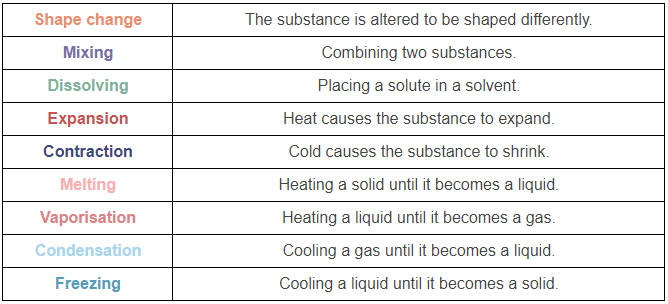 Shape change The substance is altered to be shaped differently.
Mixing Combining two substances.
Dissolving Placing a solute in a solvent.
Expansion Heat causes the substance to expand.
Contraction Cold causes the substance to shrink.
Melting Heating a solid until it becomes a liquid.
Vaporisation Heating a liquid until it becomes a gas.
Condensation Cooling a gas until it becomes a liquid.
Freezing Cooling a liquid until it becomes a solid.